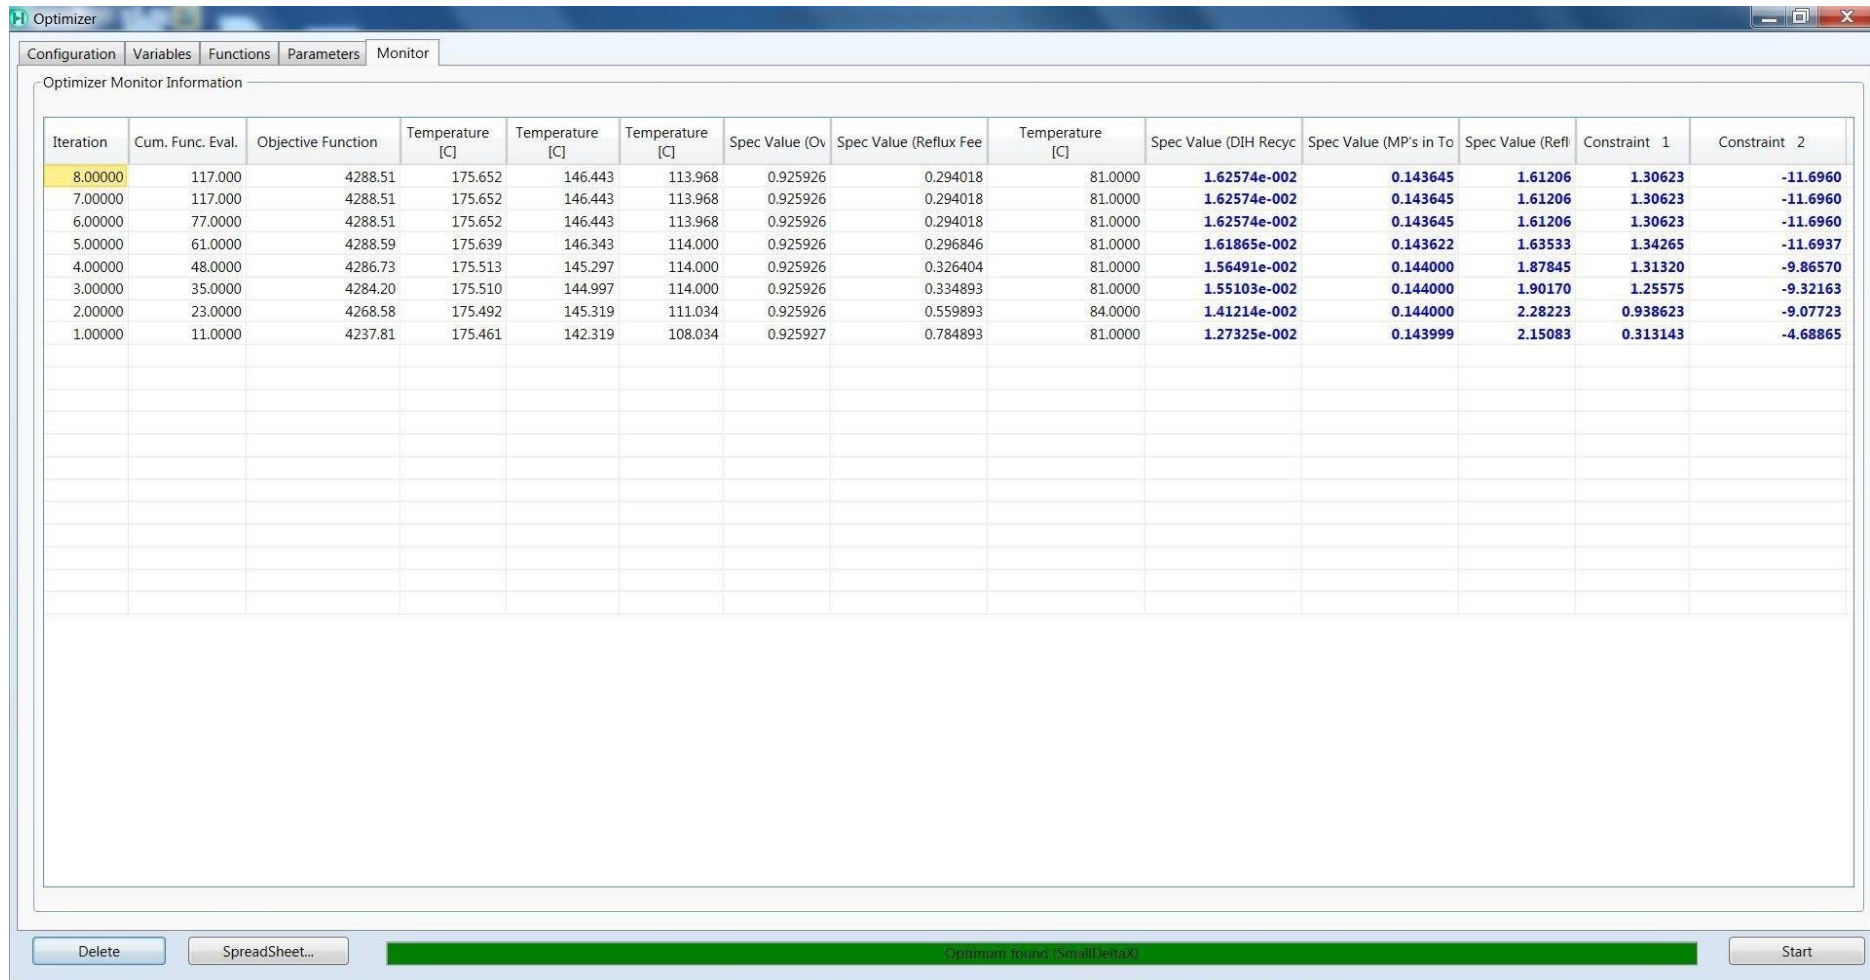 Optimizer
Configuration Variables Functions Parameters Monitor
Optimizer Monitor Information
Iteration Cum. Func. Eval. Objective Function Temperature [C] Temperature [C] Temperature [C] Spec Value (Ov Spec Value (Reflux Fee Temperature [C] Spec Value (DIH Recyc Spec Value (MP's in To Spec Value (Refl Constraint 1 Constraint 2
8.00000 117.000 4288.51 175.652 146.443 113.968 0.925926 0.294018 81.0000 1.62574e-002 0.143645 1.61206 1.30623 -11.6960
7.00000 117.000 4288.51 175.652 146.443 113.968 0.925926 0.294018 81.0000 1.62574e-002 0.143645 1.61206 1.30623 -11.6960
6.00000 77.0000 4288.51 175.652 146.443 113.968 0.925926 0.294018 81.0000 1.62574e-002 0.143645 1.61206 1.30623 -11.6960
5.00000 61.0000 4288.59 175.639 146.343 114.000 0.925926 0.296846 81.0000 1.61865e-002 0.143622 1.63533 1.34265 -11.6937
4.00000 48.0000 4286.73 175.513 145.297 114.000 0.925926 0.326404 81.0000 1.56491e-002 0.144000 1.87845 1.31320 -9.86570
3.00000 35.0000 4284.20 175.510 144.997 114.000 0.925926 0.334893 81.0000 1.55103e-002 0.144000 1.90170 1.25575 -9.32163
2.00000 23.0000 4268.58 175.492 145.319 111.034 0.925926 0.559893 84.0000 1.41214e-002 0.144000 2.28223 0.938623 -9.07723
1.00000 11.0000 4237.81 175.461 142.319 108.034 0.925927 0.784893 81.0000 1.27325e-002 0.143999 2.15083 0.313143 -4.68865
Delete SpreadSheet... Optimum found (SmallDeltaX) Start